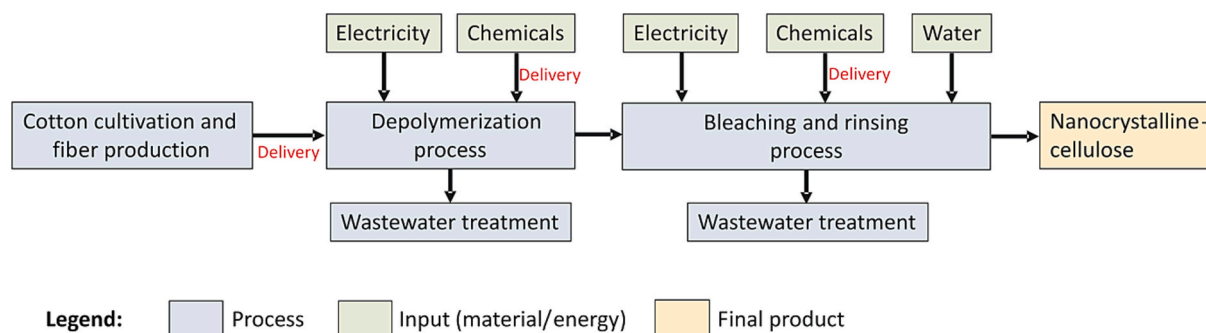 Electricity
Chemicals
Electricity
Chemicals
Water
Delivery
Delivery
Cotton cultivation and
fiber production
Delivery
Depolymerization
process
Bleaching and rinsing
process
Nanocrystalline-
cellulose
Wastewater treatment
Wastewater treatment
Legend:
Process
Input (material/energy)
Final product